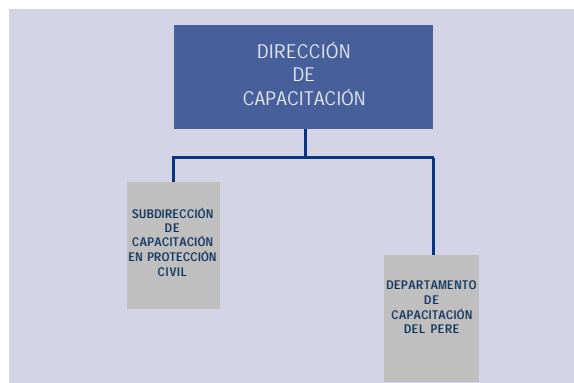 DIRECCIÓN
DE
CAPACITACIÓN
SUBDIRECCIÓN
DE
CAPACITACIÓN
EN PROTECCIÓN
CIVIL
DEPARTAMENTO
DE
CAPACITACIÓN
DEL PERE